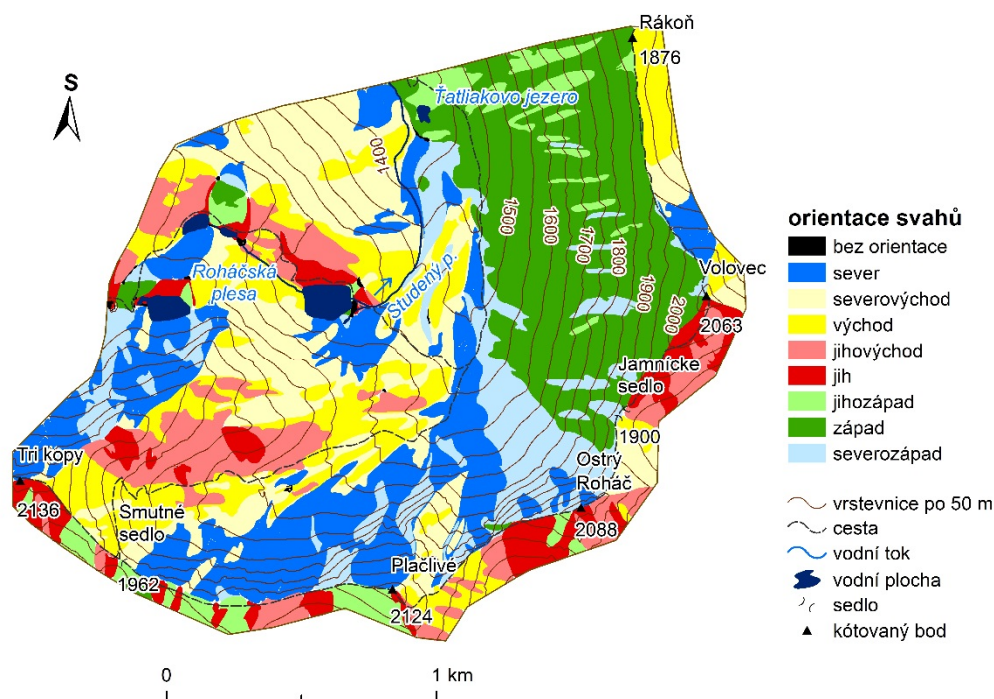 Rákoň
1876
S
Ťatliakovo jezero
1400
1500
1600
1700
1800
1900
2000
Volovec
2063
Roháčská
plesa
Studený p.
Jamnícke
sedlo
1900
Ostrý
Roháč
2088
Tri kopy
2136
Smutné
sedlo
1962
Plačlivé
2124
0
1 km
orientace svahů
bez orientace
sever
severovýchod
východ
jihovýchod
jih
jihozápad
západ
severozápad
vrstevnice po 50 m
cesta
vodní tok
vodní plocha
sedlo
kótovaný bod